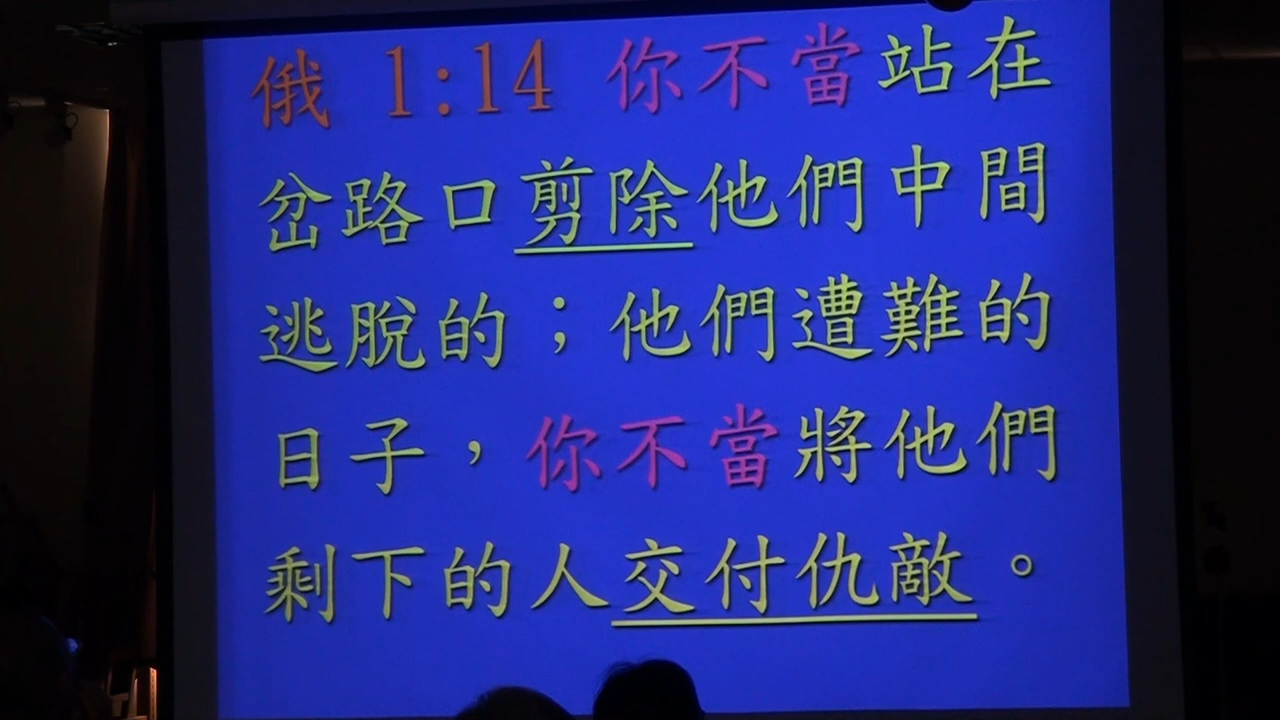 俄 1:14 你不當站在
岔路口剪除他們中間
逃脫的；他們遭難的
日子，你不當將他們
剩下的人交付仇敵。